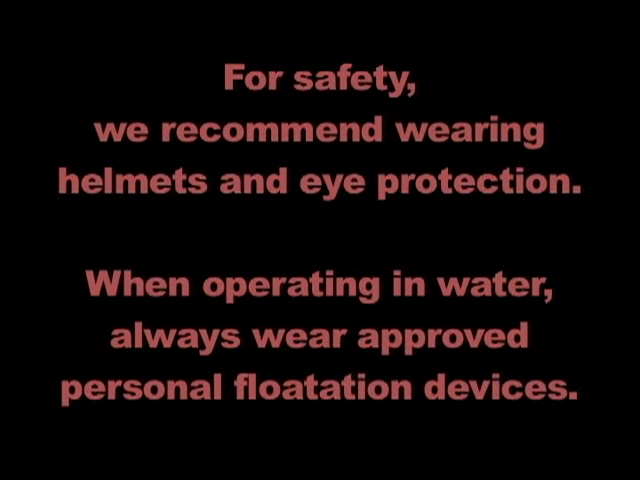 For safety,
we recommend wearing
helmets and eye protection.
When operating in water,
always wear approved
personal floatation devices.